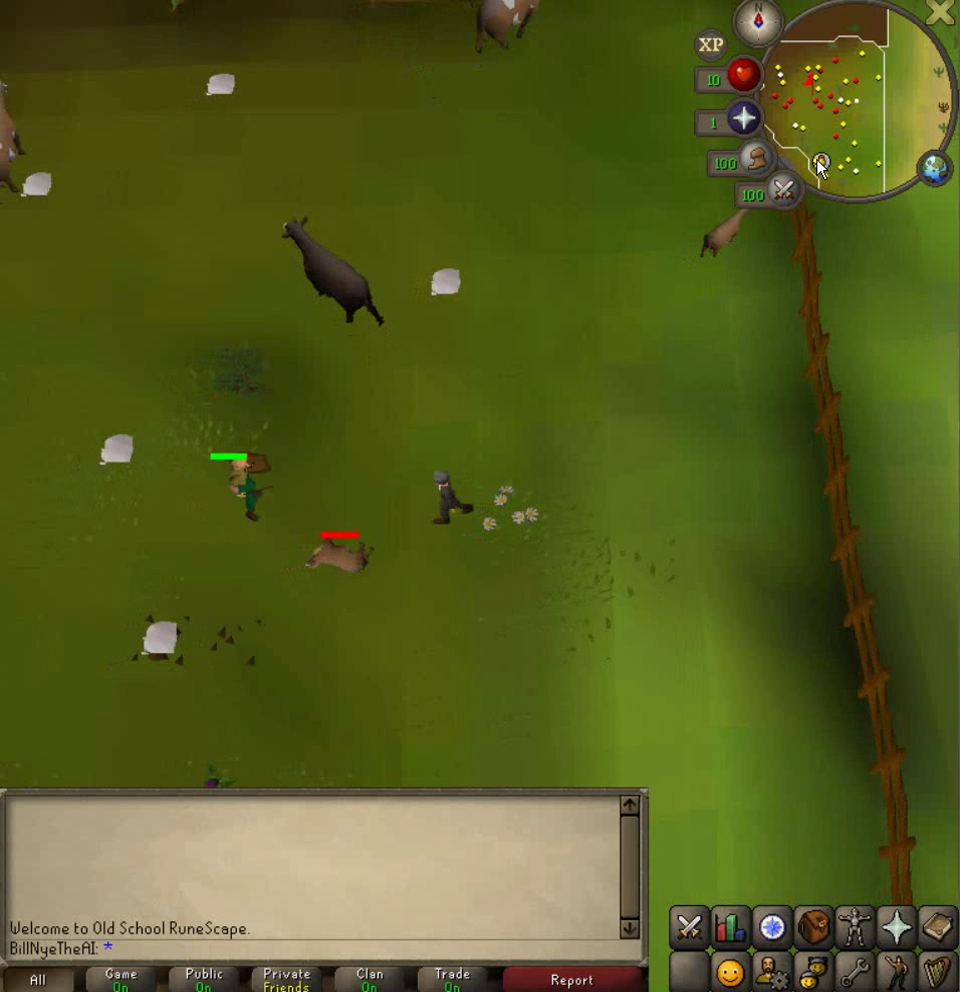 N
XP
10
1
100
100
Welcome to Old School RuneScape.
BillNyeTheAI: *
All
Game
On
Public
On
Private
Friends
Clan
On
Trade
On
Report